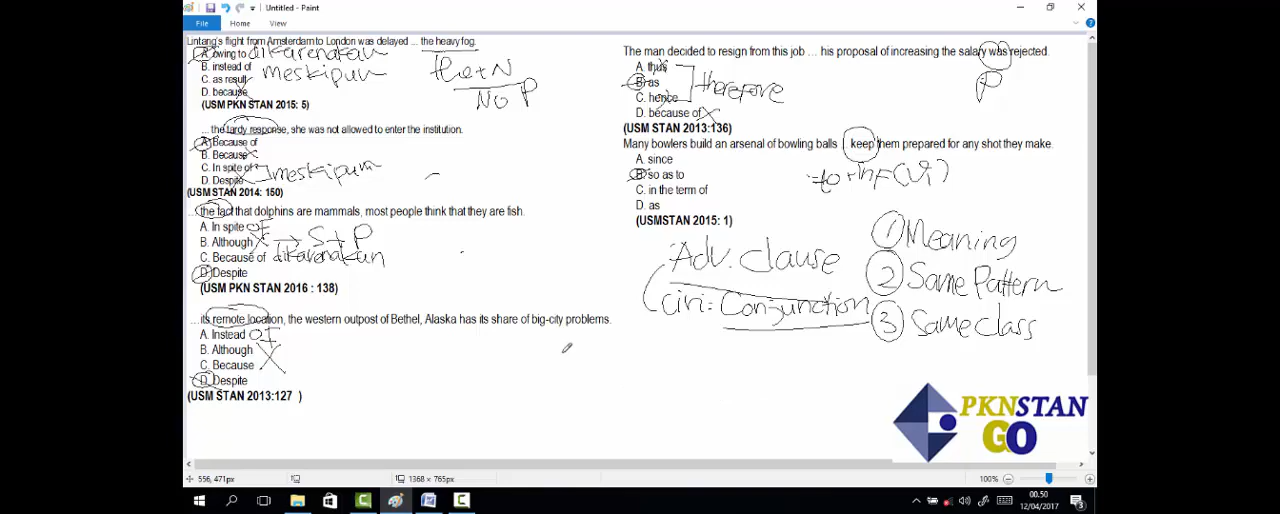 Untitled - Paint
File Home View
Lintang's flight from Amsterdam to London was delayed ... the heavy fog.
A. owing to dikarenakan
B. instead of meskipun
C. as result
D. because
the + N
No P
(USM PKN STAN 2015: 5)
... the tardy response, she was not allowed to enter the institution.
A. Because of
B. Because X
C. In spite of
D. Despite
meskipun
(USM STAN 2014: 150)
... the fact that dolphins are mammals, most people think that they are fish.
A. In spite OF
B. Although X → S + P
C. Because of dikarenakan
D. Despite
(USM PKN STAN 2016 : 138)
...its remote location, the western outpost of Bethel, Alaska has its share of big-city problems.
A. Instead OF
B. Although
C. Because
X
D. Despite
(USM STAN 2013:127 )
The man decided to resign from this job ... his proposal of increasing the salary was rejected.
P
A. thus
B. as
C. hence
therefore
D. because of X
(USM STAN 2013:136)
Many bowlers build an arsenal of bowling balls keep them prepared for any shot they make.
A. since
B. so as to
to + inf (V1)
C. in the term of
D. as
(USMSTAN 2015: 1)
Adv. clause
Ciri: Conjunction
① Meaning
② Same Pattern
③ Same class
PKNSTAN
GO
556, 471px
1368 × 765px
100%
00.50
12/04/2017